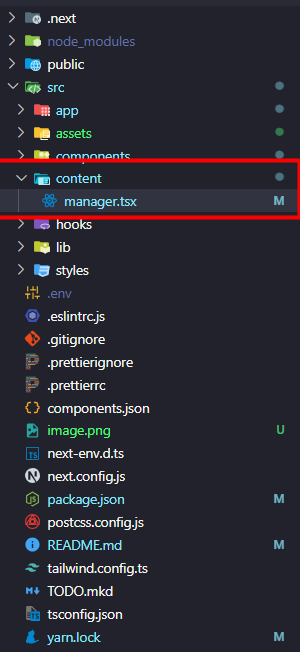 .next
node_modules
public
src
app
assets
components
content
manager.tsx M
hooks
lib
styles
.env
.eslintrc.js
.gitignore
.prettierignore
.prettierrc
components.json
image.png U
next-env.d.ts
next.config.js
package.json M
postcss.config.js
README.md M
tailwind.config.ts
TODO.mkd
tsconfig.json
yarn.lock M